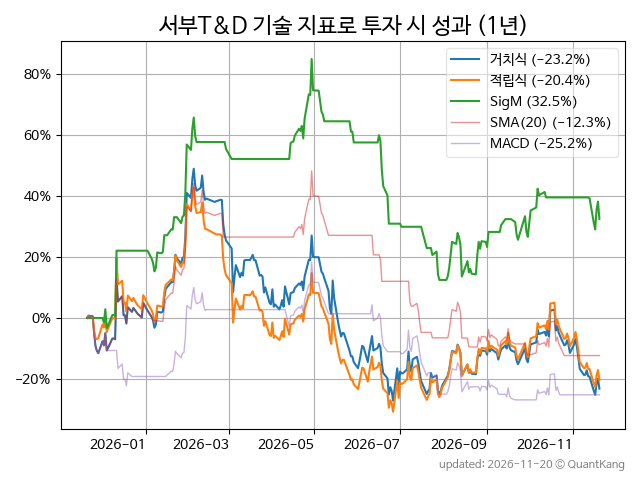 서부T&D 기술 지표로 투자 시 성과 (1년)
거치식 (-23.2%)
적립식 (-20.4%)
SigM (32.5%)
SMA(20) (-12.3%)
MACD (-25.2%)
80%
60%
40%
20%
0%
-20%
2026-01
2026-03
2026-05
2026-07
2026-09
2026-11
updated: 2026-11-20 © QuantKang